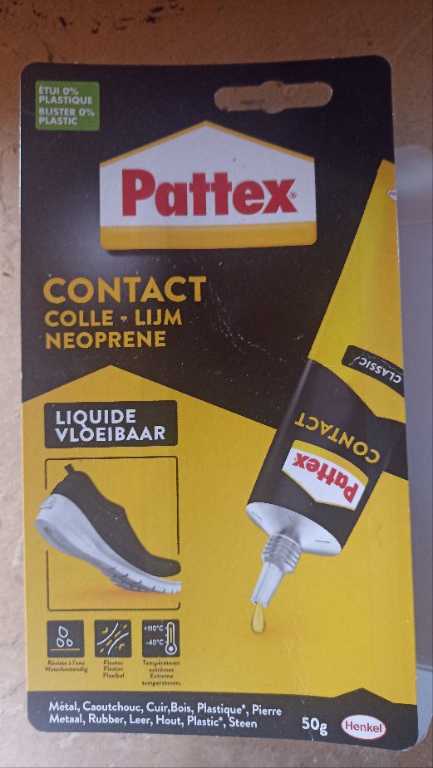 ÉTUI 0%
PLASTIQUE
BLISTER 0%
PLASTIC
Pattex®
CONTACT
COLLE - LIJM
NEOPRENE
CLASSIC
CONTACT
Pattex
LIQUIDE
VLOEIBAAR
+110°C
-40°C
Résiste à l'eau
Waterbestendig
Températures
extrêmes
Extreme
temperaturen
Métal, Caoutchouc, Cuir,Bois, Plastique*, Pierre
Metaal, Rubber, Leer, Hout, Plastic*, Steen
50g
Henkel